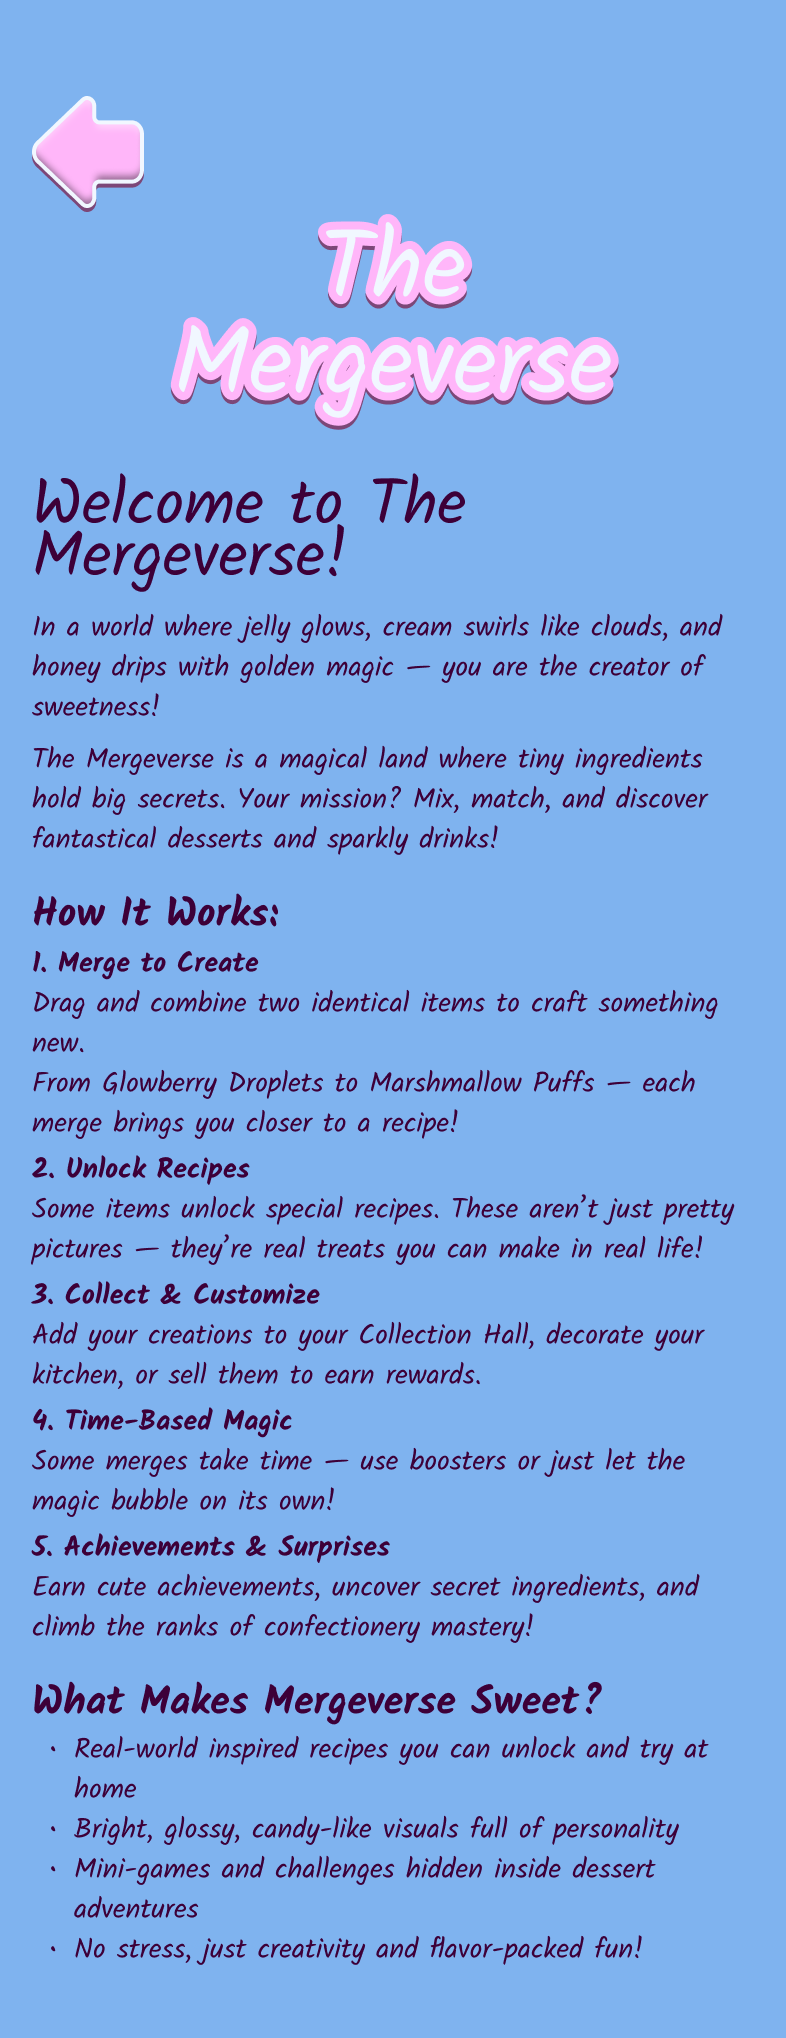 The
Mergeverse
Welcome to The
Mergeverse!
In a world where jelly glows, cream swirls like clouds, and
honey drips with golden magic — you are the creator of
sweetness!
The Mergeverse is a magical land where tiny ingredients
hold big secrets. Your mission? Mix, match, and discover
fantastical desserts and sparkly drinks!
How It Works:
1. Merge to Create
Drag and combine two identical items to craft something
new.
From Glowberry Droplets to Marshmallow Puffs — each
merge brings you closer to a recipe!
2. Unlock Recipes
Some items unlock special recipes. These aren’t just pretty
pictures — they’re real treats you can make in real life!
3. Collect & Customize
Add your creations to your Collection Hall, decorate your
kitchen, or sell them to earn rewards.
4. Time-Based Magic
Some merges take time — use boosters or just let the
magic bubble on its own!
5. Achievements & Surprises
Earn cute achievements, uncover secret ingredients, and
climb the ranks of confectionery mastery!
What Makes Mergeverse Sweet?
• Real-world inspired recipes you can unlock and try at
home
• Bright, glossy, candy-like visuals full of personality
• Mini-games and challenges hidden inside dessert
adventures
• No stress, just creativity and flavor-packed fun!